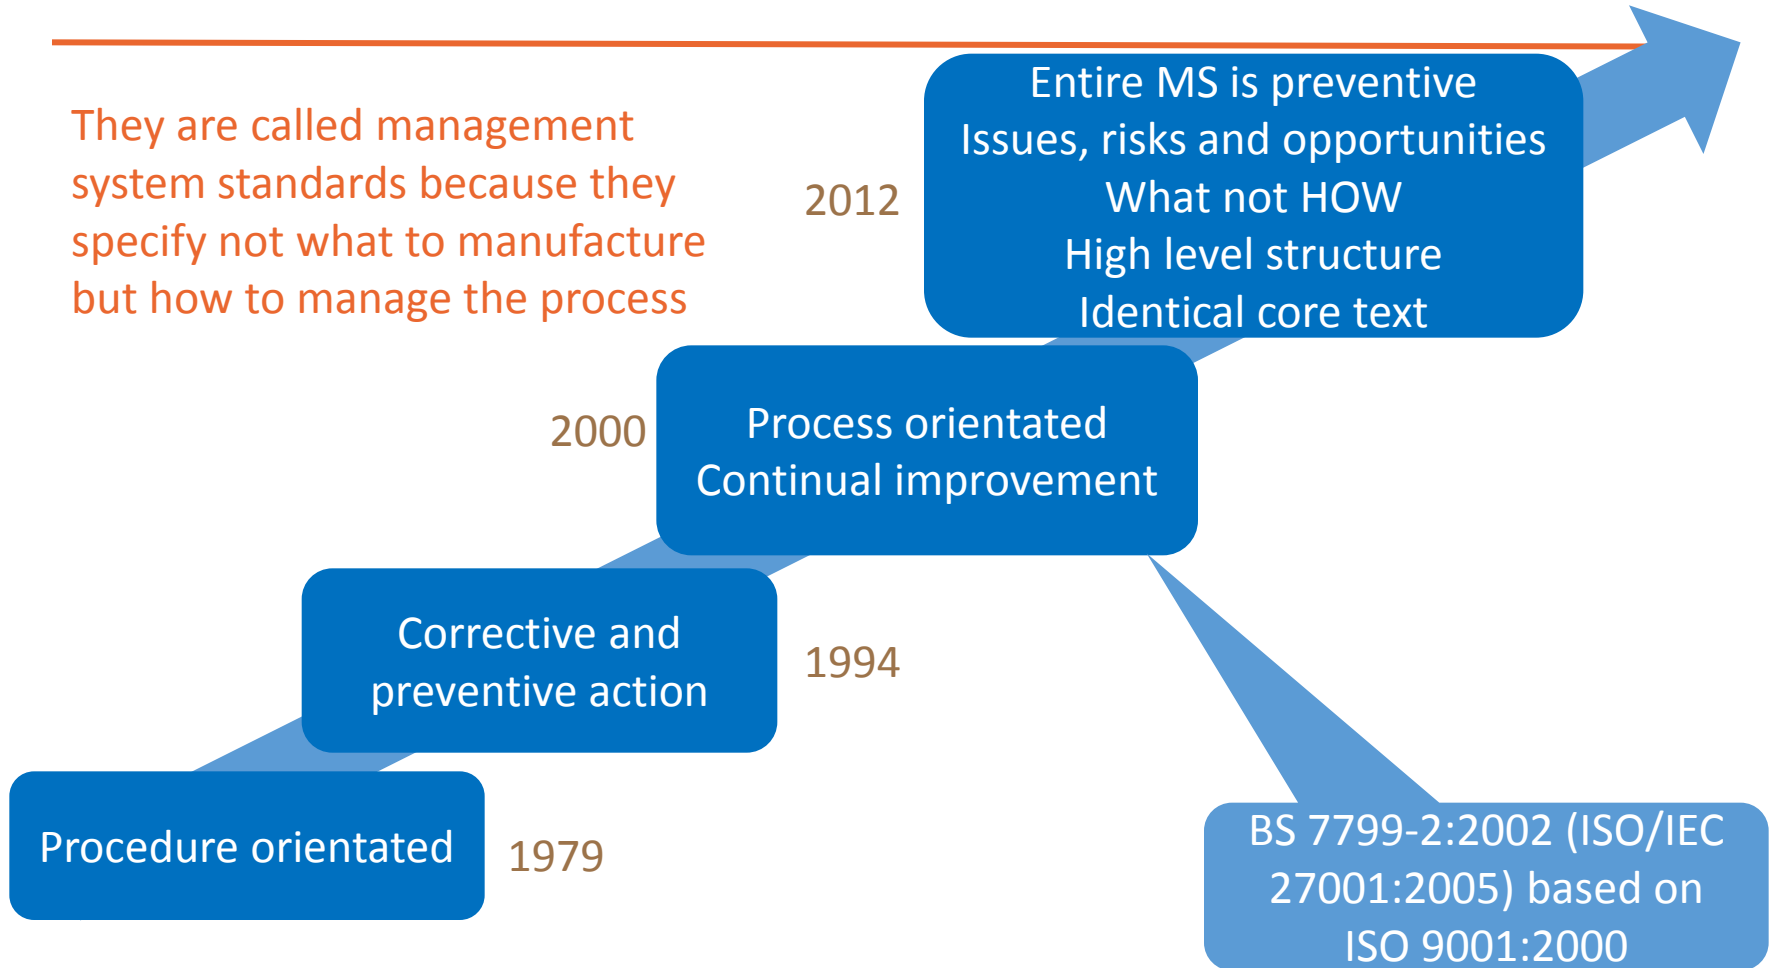 They are called management
system standards because they
specify not what to manufacture
but how to manage the process
2012
Entire MS is preventive
Issues, risks and opportunities
What not HOW
High level structure
Identical core text
2000
Process orientated
Continual improvement
Corrective and
preventive action
1994
Procedure orientated
1979
BS 7799-2:2002 (ISO/IEC
27001:2005) based on
ISO 9001:2000